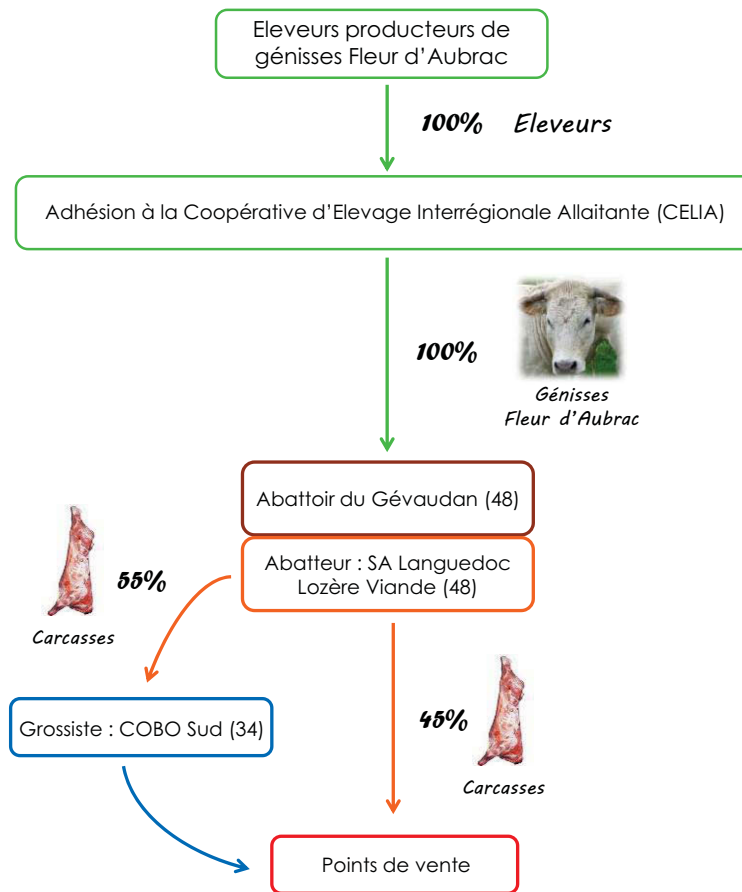 Eleveurs producteurs de
génisses Fleur d'Aubrac
100% Eleveurs
Adhésion à la Coopérative d'Elevage Interrégionale Allaitante (CELIA)
100%
Génisses
Fleur d'Aubrac
Abattoir du Gévaudan (48)
Abatteur : SA Languedoc
Lozère Viande (48)
55%
Carcasses
Grossiste : COBO Sud (34)
45%
Carcasses
Points de vente